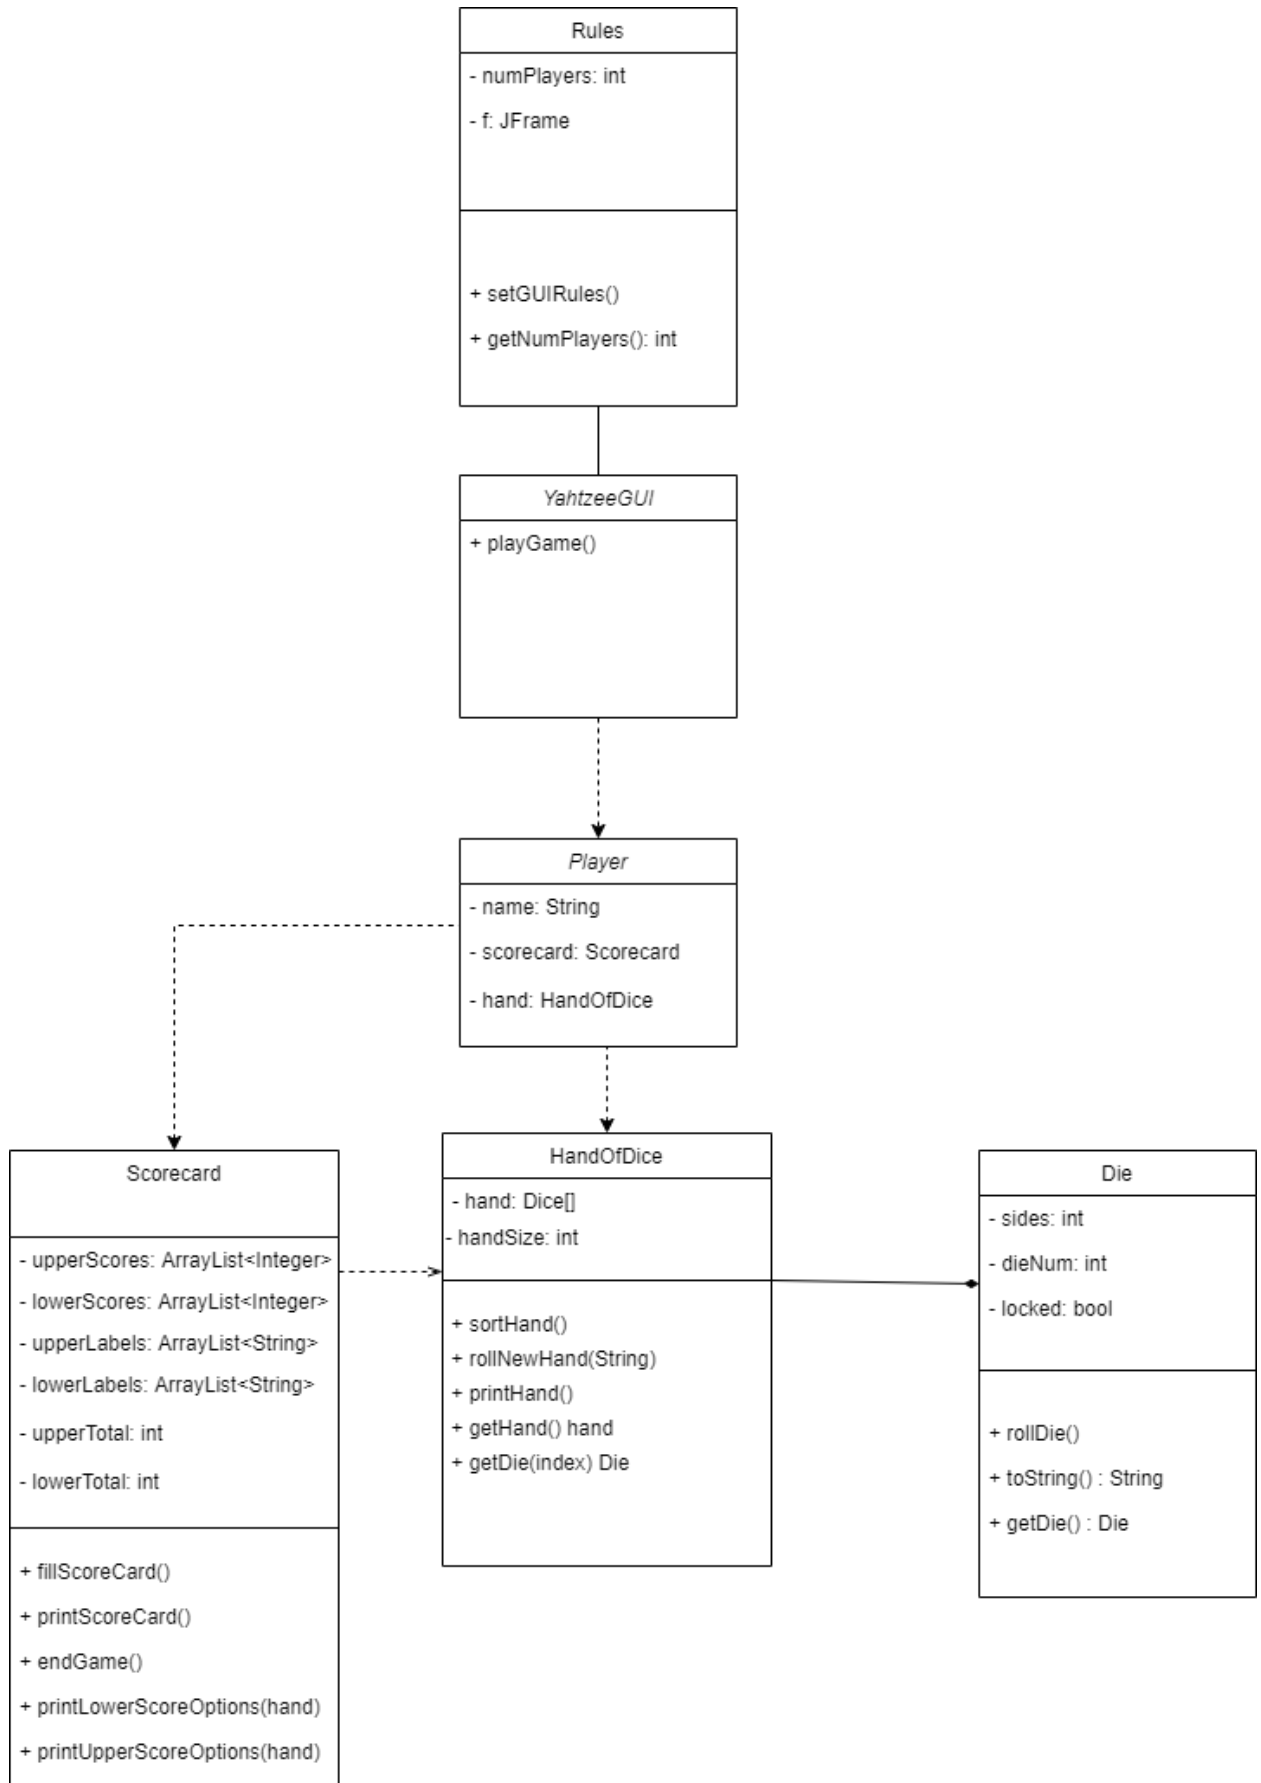 Rules
- numPlayers: int
- f: JFrame
+ setGUIRules()
+ getNumPlayers(): int
YahtzeeGUI
+ playGame()
Player
- name: String
- scorecard: Scorecard
- hand: HandOfDice
Scorecard
- upperScores: ArrayList<Integer>
- lowerScores: ArrayList<Integer>
- upperLabels: ArrayList<String>
- lowerLabels: ArrayList<String>
- upperTotal: int
- lowerTotal: int
+ fillScoreCard()
+ printScoreCard()
+ endGame()
+ printLowerScoreOptions(hand)
+ printUpperScoreOptions(hand)
HandOfDice
- hand: Dice[]
- handSize: int
+ sortHand()
+ rollNewHand(String)
+ printHand()
+ getHand() hand
+ getDie(index) Die
Die
- sides: int
- dieNum: int
- locked: bool
+ rollDie()
+ toString() : String
+ getDie() : Die